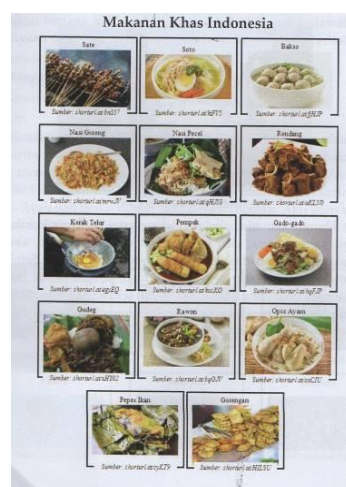 Makanan Khas Indonesia
Sate
Soto
Bakso
Sumber: shorturl.at
Sumber: shorturl.at
Sumber: shorturl.at
Nasi Goreng
Nasi Pecel
Rendang
Sumber: shorturl.at
Sumber: shorturl.at
Sumber: shorturl.at
Kerak Telur
Pempek
Gado-gado
Sumber: shorturl.at
Sumber: shorturl.at
Sumber: shorturl.at
Gudeg
Rawon
Opor Ayam
Sumber: shorturl.at
Sumber: shorturl.at
Sumber: shorturl.at
Pepes Ikan
Gorengan
Sumber: shorturl.at
Sumber: shorturl.at